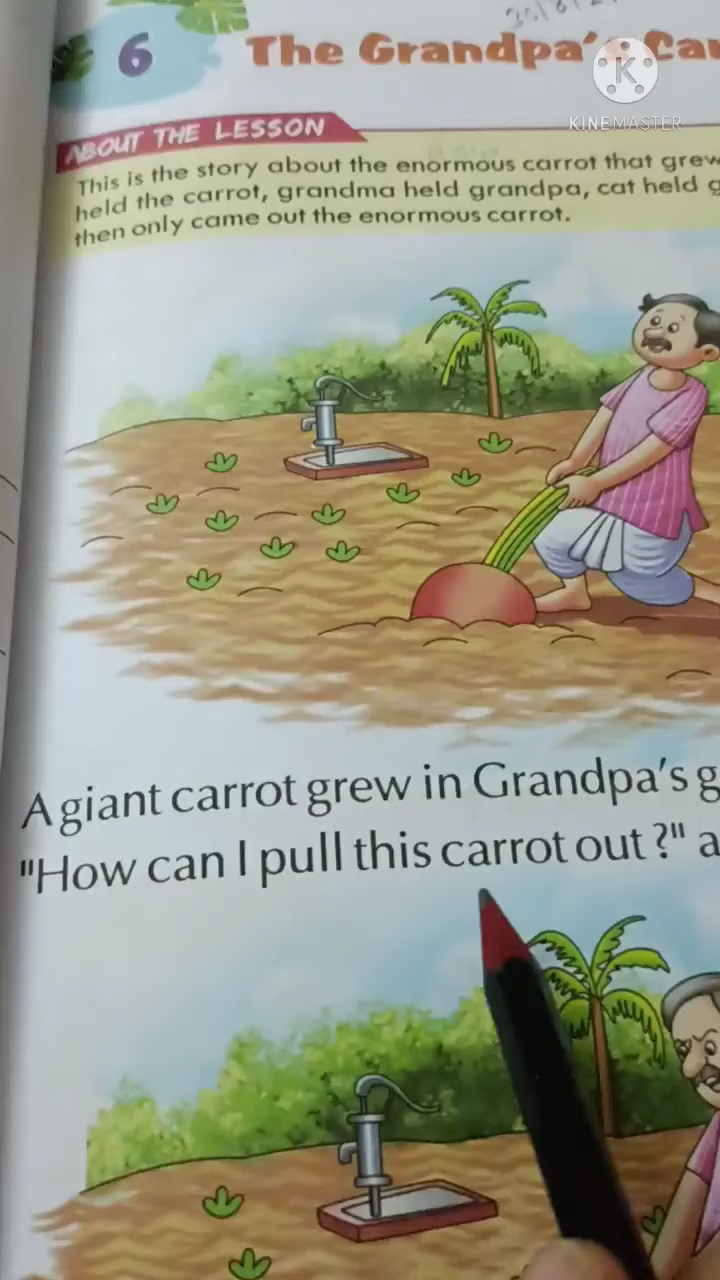 6
The Grandpa's
KINEMASTER
ABOUT THE LESSON
This is the story about the enormous carrot that grew
held the carrot, grandma held grandpa, cat held
then only came out the enormous carrot.
A giant carrot grew in Grandpa's
"How can I pull this carrot out ?"